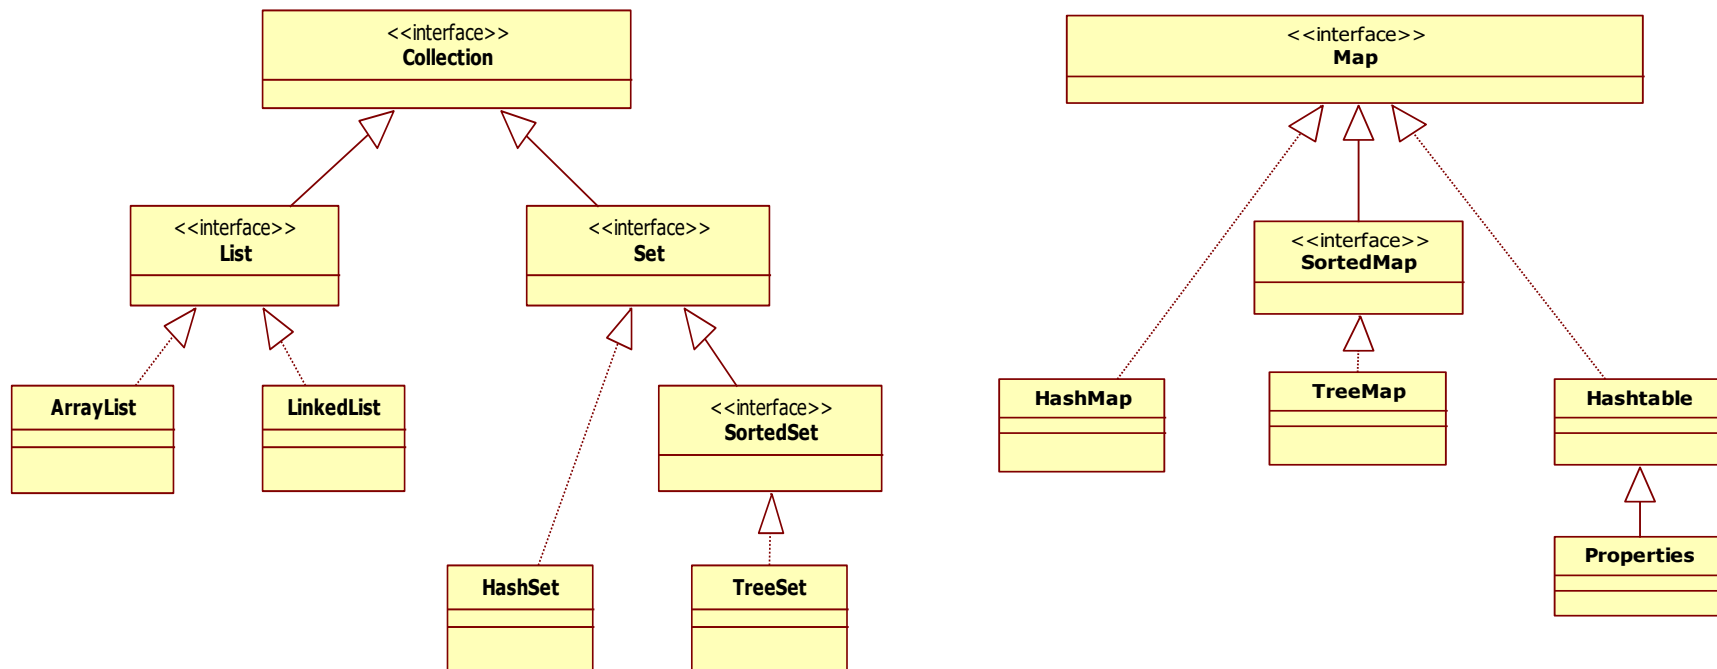 <<interface>>
Collection
<<interface>>
List
<<interface>>
Set
ArrayList
LinkedList
<<interface>>
SortedSet
HashSet
TreeSet
<<interface>>
Map
<<interface>>
SortedMap
HashMap
TreeMap
Hashtable
Properties